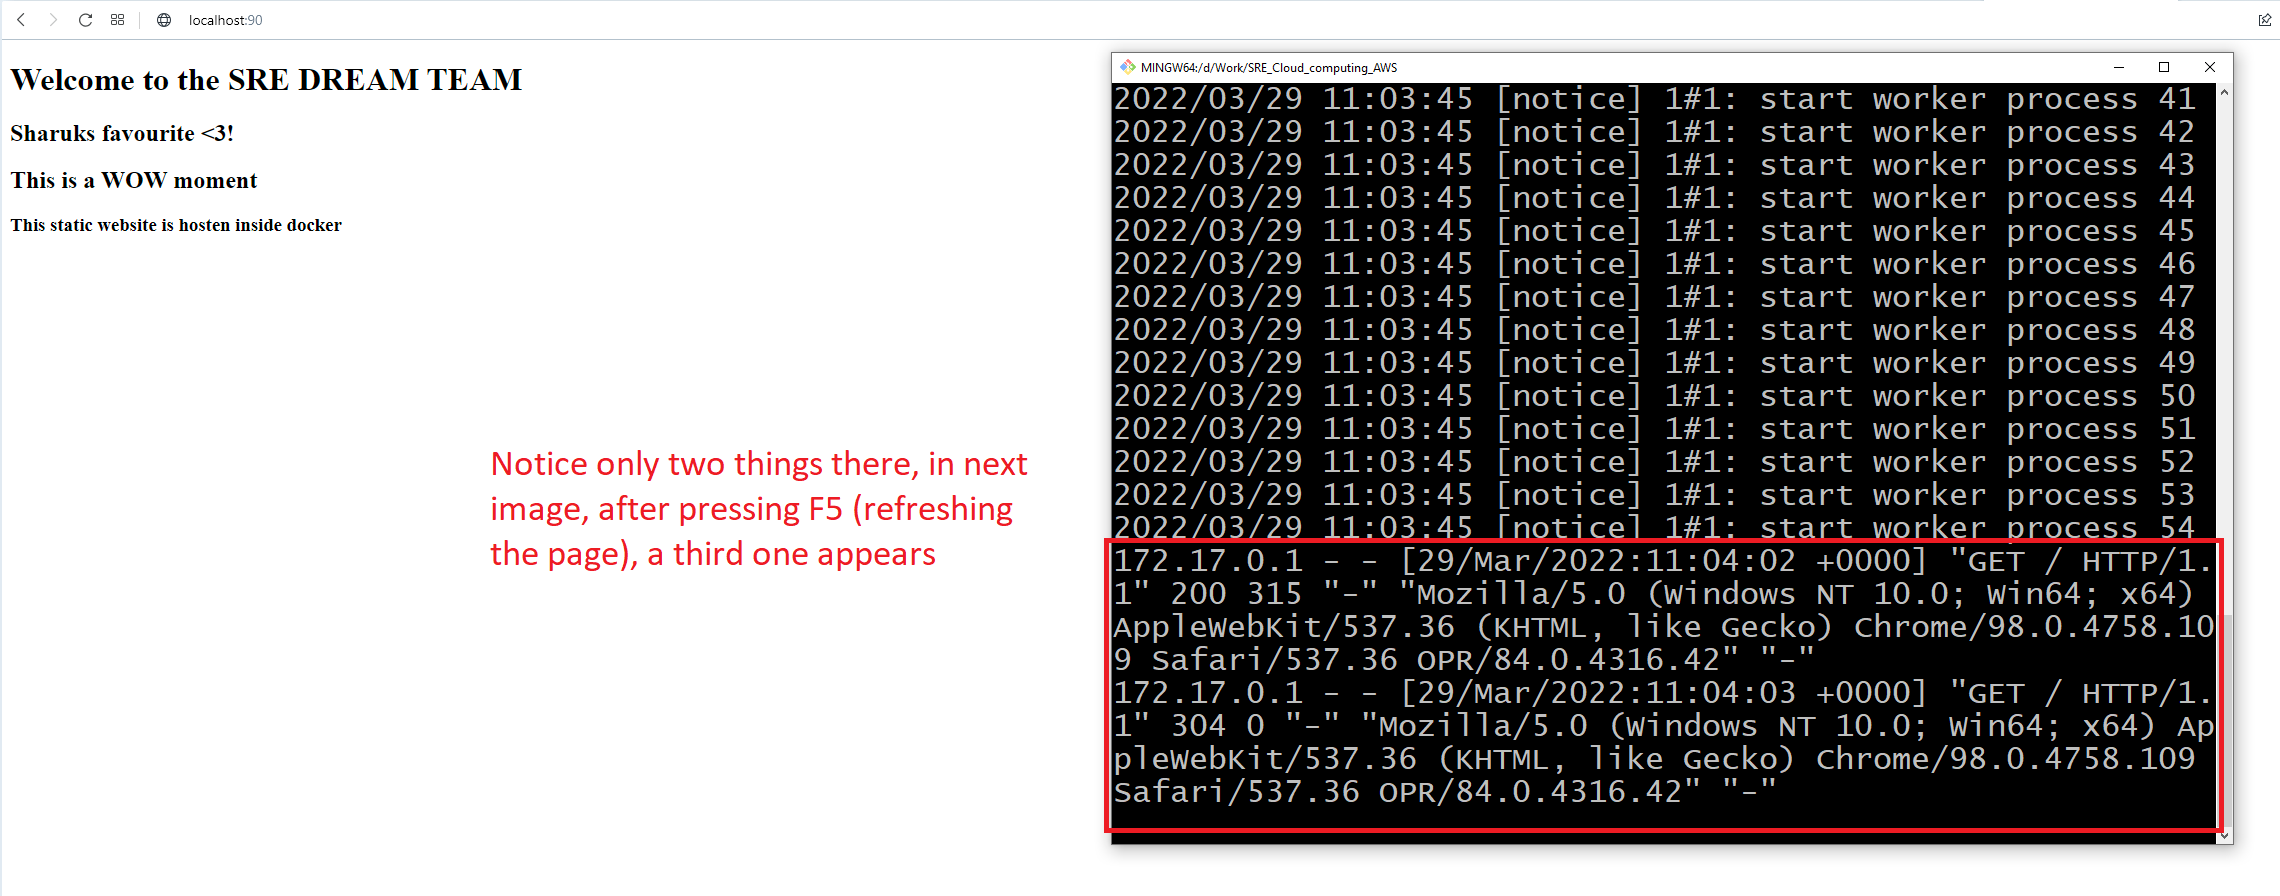 localhost:90
Welcome to the SRE DREAM TEAM
Sharuks favourite <3!
This is a WOW moment
This static website is hosten inside docker
Notice only two things there, in next
image, after pressing F5 (refreshing
the page), a third one appears
MINGW64:/d/Work/SRE_Cloud_computing_AWS
2022/03/29 11:03:45 [notice] 1#1: start worker process 41
2022/03/29 11:03:45 [notice] 1#1: start worker process 42
2022/03/29 11:03:45 [notice] 1#1: start worker process 43
2022/03/29 11:03:45 [notice] 1#1: start worker process 44
2022/03/29 11:03:45 [notice] 1#1: start worker process 45
2022/03/29 11:03:45 [notice] 1#1: start worker process 46
2022/03/29 11:03:45 [notice] 1#1: start worker process 47
2022/03/29 11:03:45 [notice] 1#1: start worker process 48
2022/03/29 11:03:45 [notice] 1#1: start worker process 49
2022/03/29 11:03:45 [notice] 1#1: start worker process 50
2022/03/29 11:03:45 [notice] 1#1: start worker process 51
2022/03/29 11:03:45 [notice] 1#1: start worker process 52
2022/03/29 11:03:45 [notice] 1#1: start worker process 53
2022/03/29 11:03:45 [notice] 1#1: start worker process 54
172.17.0.1 - - [29/Mar/2022:11:04:02 +0000] "GET / HTTP/1.
1" 200 315 "-" "Mozilla/5.0 (Windows NT 10.0; Win64; x64)
AppleWebKit/537.36 (KHTML, like Gecko) Chrome/98.0.4758.10
9 Safari/537.36 OPR/84.0.4316.42" "-"
172.17.0.1 - - [29/Mar/2022:11:04:03 +0000] "GET / HTTP/1.
1" 304 0 "-" "Mozilla/5.0 (Windows NT 10.0; Win64; x64) Ap
pleWebKit/537.36 (KHTML, like Gecko) Chrome/98.0.4758.109
Safari/537.36 OPR/84.0.4316.42" "-"